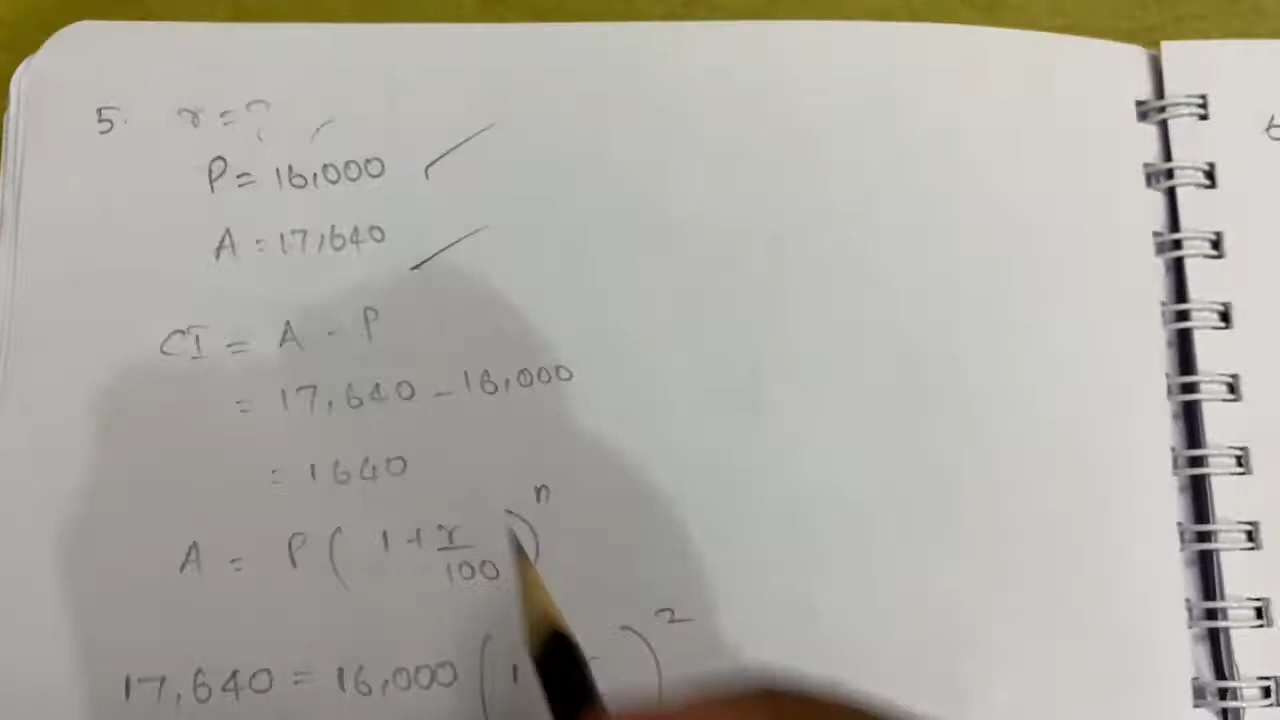 5. r = ?
P = 16,000
A = 17,640
CI = A - P
= 17,640 - 16,000
= 1640
A = P ( 1 + r/100 )^n
17,640 = 16,000 ( 1 )^2